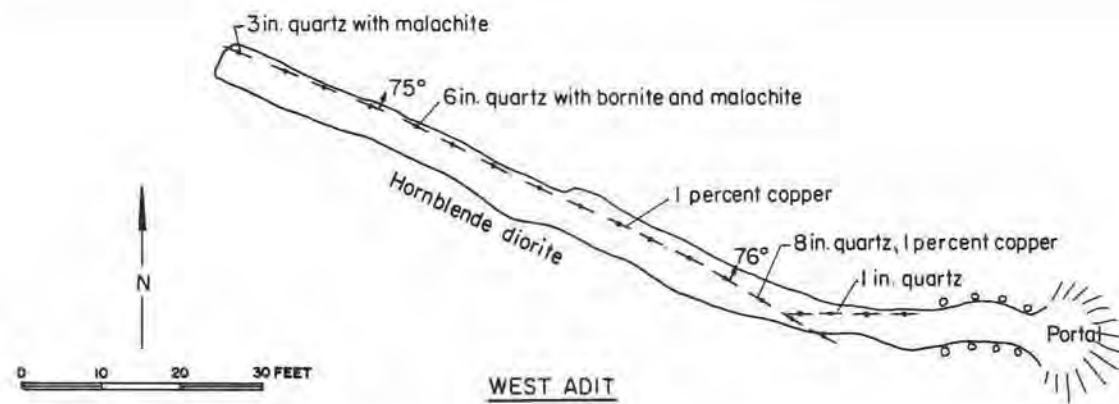 3 in. quartz with malachite
75°
6 in. quartz with bornite and malachite
1 percent copper
Hornblende diorite
76°
8 in. quartz, 1 percent copper
1 in. quartz
N
Portal
0 10 20 30 FEET
WEST ADIT